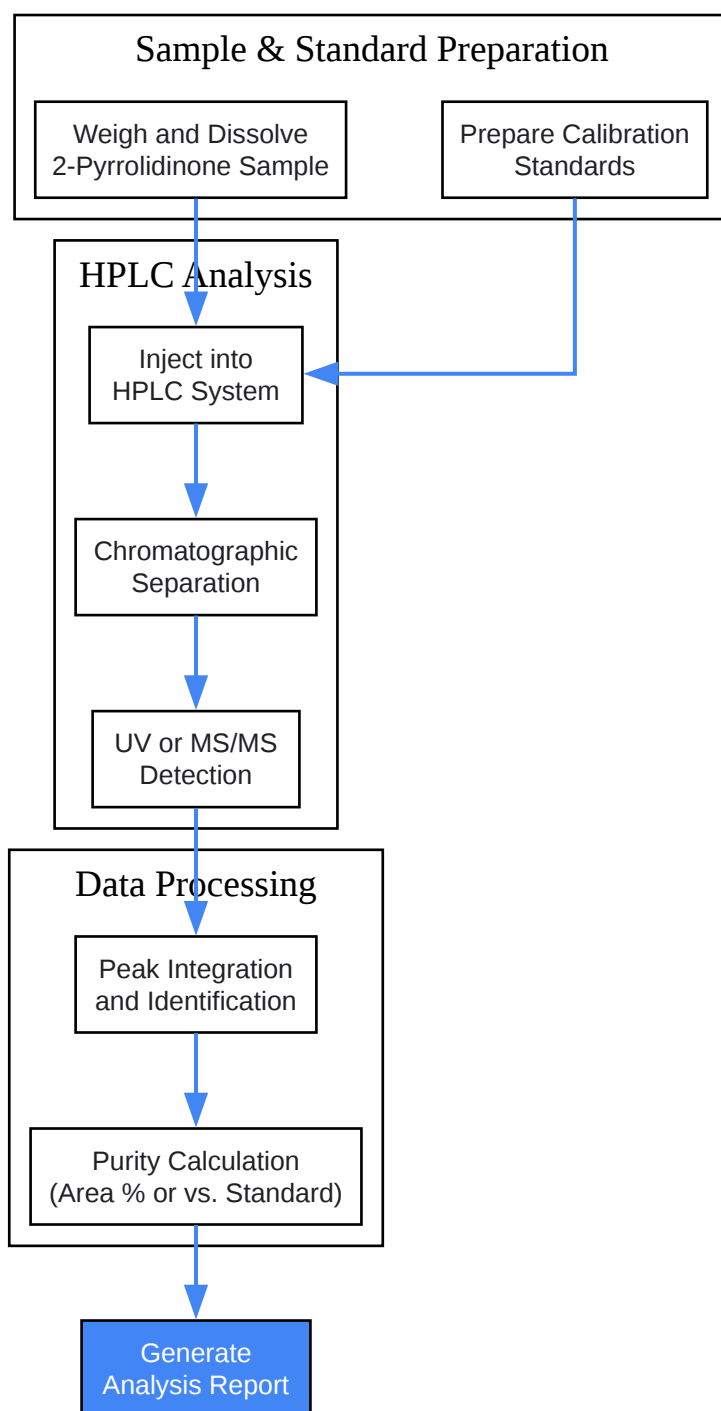 Sample & Standard Preparation
Weigh and Dissolve
2-Pyrrolidinone Sample
Prepare Calibration
Standards
HPLC Analysis
Inject into
HPLC System
Chromatographic
Separation
UV or MS/MS
Detection
Data Processing
Peak Integration
and Identification
Purity Calculation
(Area % or vs. Standard)
Generate
Analysis Report